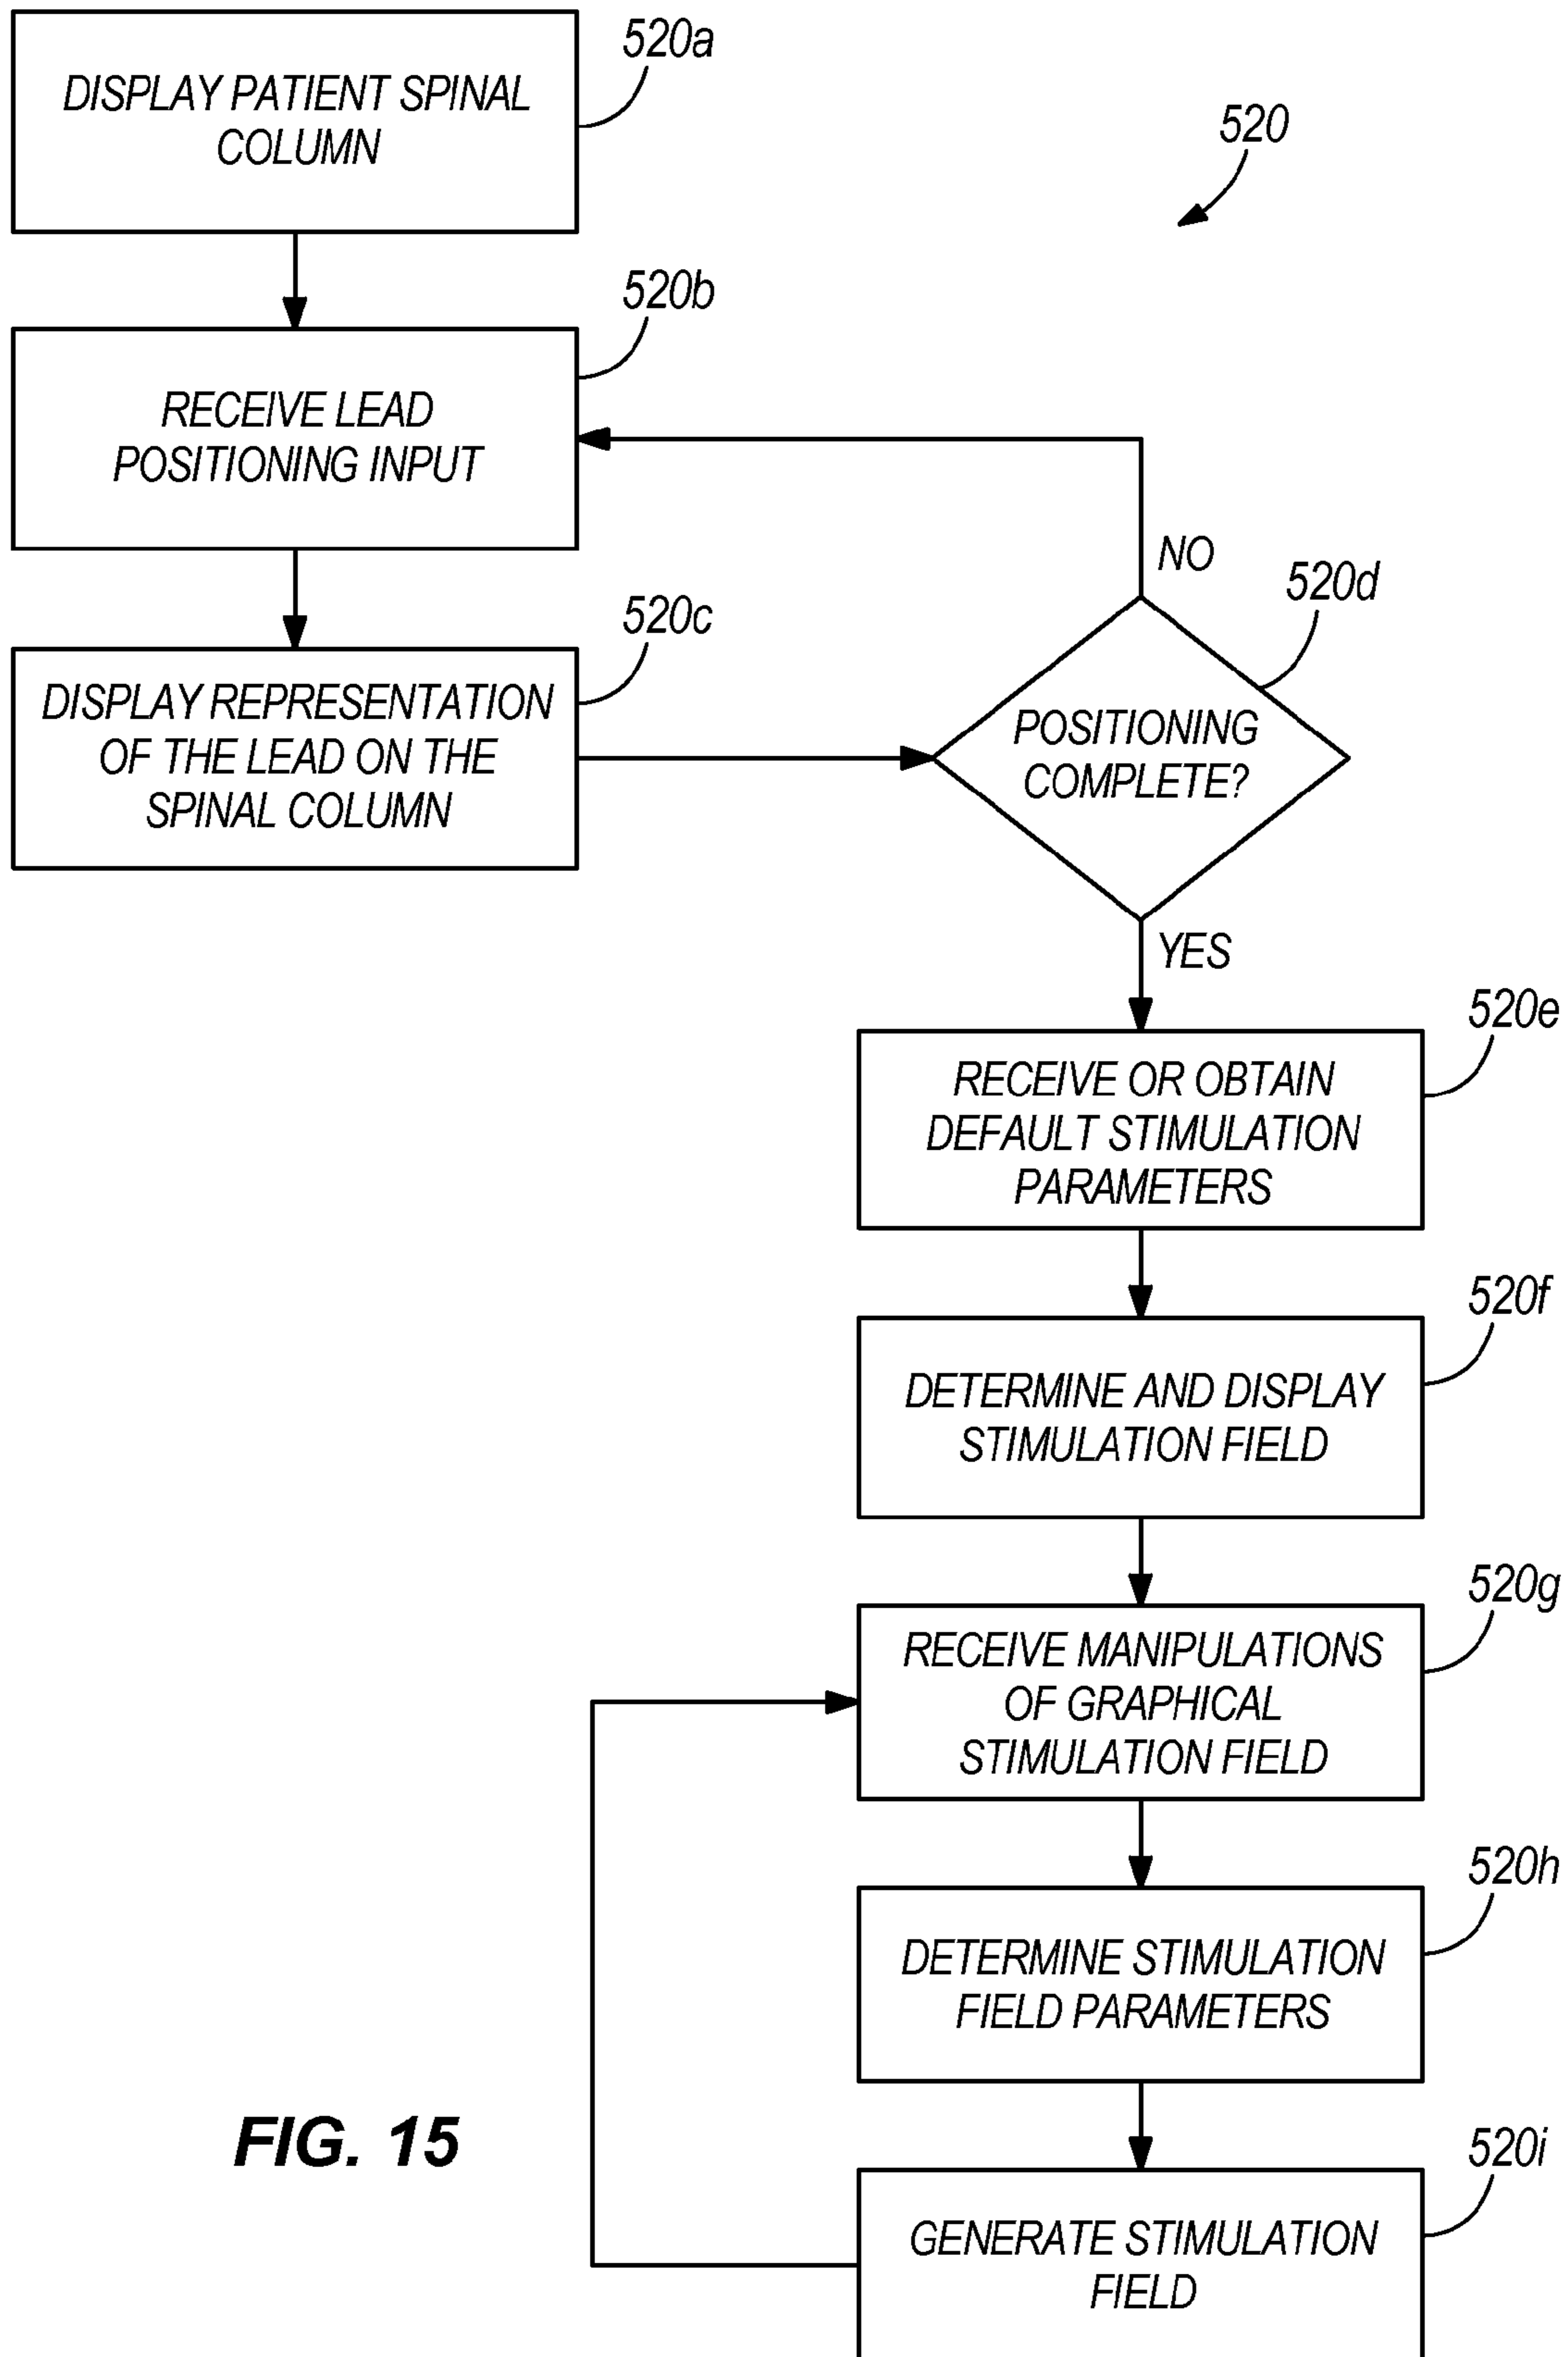 DISPLAY PATIENT SPINAL
COLUMN
520a
520
RECEIVE LEAD
POSITIONING INPUT
520b
DISPLAY REPRESENTATION
OF THE LEAD ON THE
SPINAL COLUMN
520c
NO
520d
POSITIONING
COMPLETE?
YES
520e
RECEIVE OR OBTAIN
DEFAULT STIMULATION
PARAMETERS
520f
DETERMINE AND DISPLAY
STIMULATION FIELD
520g
RECEIVE MANIPULATIONS
OF GRAPHICAL
STIMULATION FIELD
520h
DETERMINE STIMULATION
FIELD PARAMETERS
520i
GENERATE STIMULATION
FIELD
FIG. 15